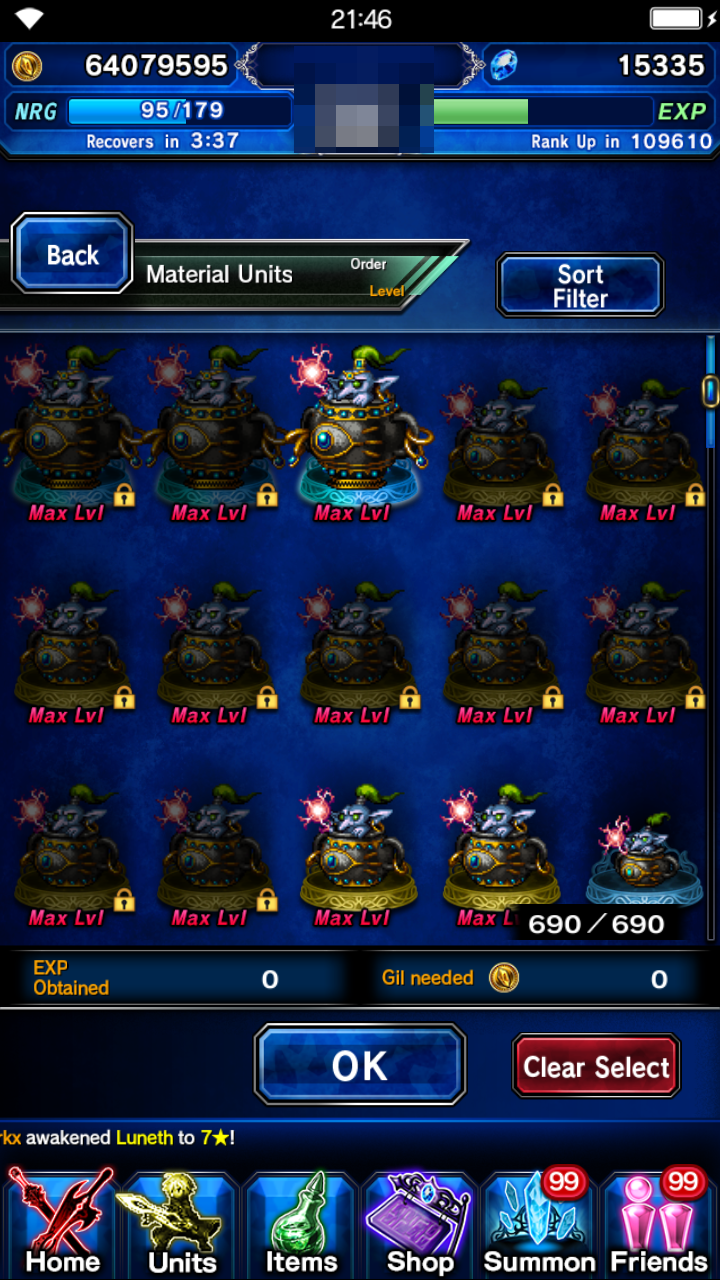 21:46
64079595
15335
NRG 95/179
EXP
Recovers in 3:37
Rank Up in 109610
Back
Material Units
Order
Level
Sort
Filter
Max Lvl Max Lvl Max Lvl Max Lvl Max Lvl
Max Lvl Max Lvl Max Lvl Max Lvl Max Lvl
Max Lvl Max Lvl Max Lvl Max L
690/690
EXP
Obtained
0
Gil needed
0
OK
Clear Select
rkx awakened Luneth to 7★!
99 99
Home Units Items Shop Summon Friends